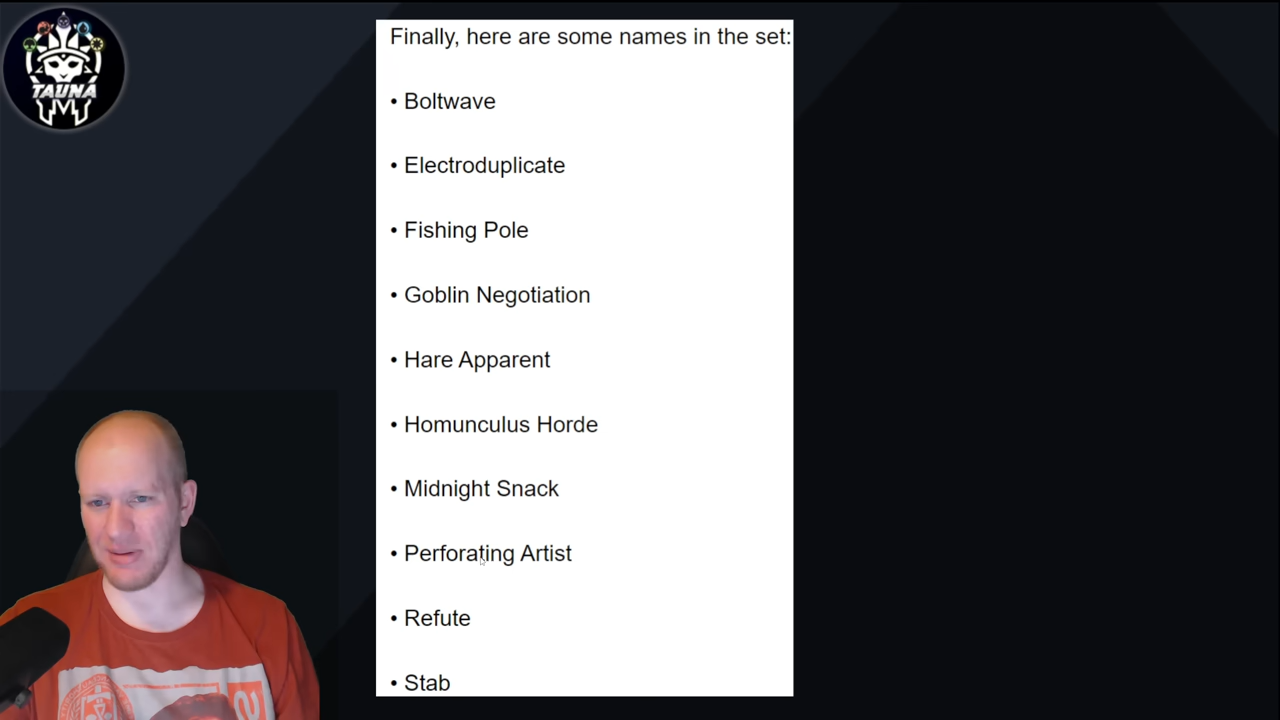 TAUNA
Finally, here are some names in the set:
• Boltwave
• Electroduplicate
• Fishing Pole
• Goblin Negotiation
• Hare Apparent
• Homunculus Horde
• Midnight Snack
• Perforating Artist
• Refute
• Stab